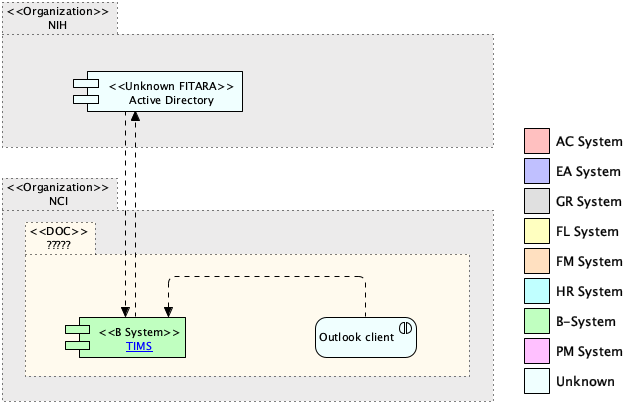 <<Organization>>
NIH
<<Unknown FITARA>>
Active Directory
<<Organization>>
NCI
<<DOC>>
?????
<<B System>>
TIMS
Outlook client
AC System
EA System
GR System
FL System
FM System
HR System
B-System
PM System
Unknown